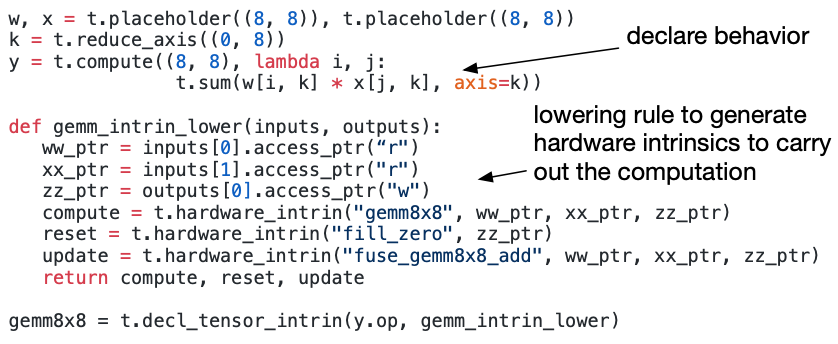 w, x = t.placeholder((8, 8)), t.placeholder((8, 8))
k = t.reduce_axis((0, 8))
y = t.compute((8, 8), lambda i, j:
               t.sum(w[i, k] * x[j, k], axis=k))
declare behavior
def gemm_intrin_lower(inputs, outputs):
   ww_ptr = inputs[0].access_ptr(“r")
   xx_ptr = inputs[1].access_ptr("r")
   zz_ptr = outputs[0].access_ptr("w")
   compute = t.hardware_intrin("gemm8x8", ww_ptr, xx_ptr, zz_ptr)
   reset = t.hardware_intrin("fill_zero", zz_ptr)
   update = t.hardware_intrin("fuse_gemm8x8_add", ww_ptr, xx_ptr, zz_ptr)
   return compute, reset, update
lowering rule to generate
hardware intrinsics to carry
out the computation
gemm8x8 = t.decl_tensor_intrin(y.op, gemm_intrin_lower)